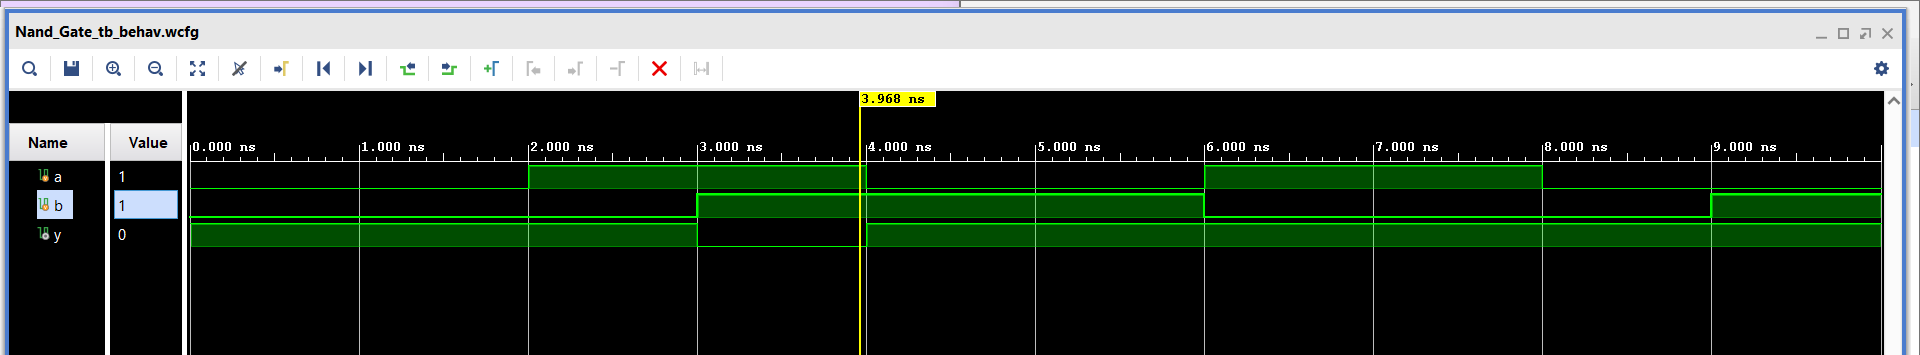 Nand_Gate_tb_behav.wcfg
3.968 ns
Name Value
0.000 ns 1.000 ns 2.000 ns 3.000 ns 4.000 ns 5.000 ns 6.000 ns 7.000 ns 8.000 ns 9.000 ns
a 1
b 1
y 0